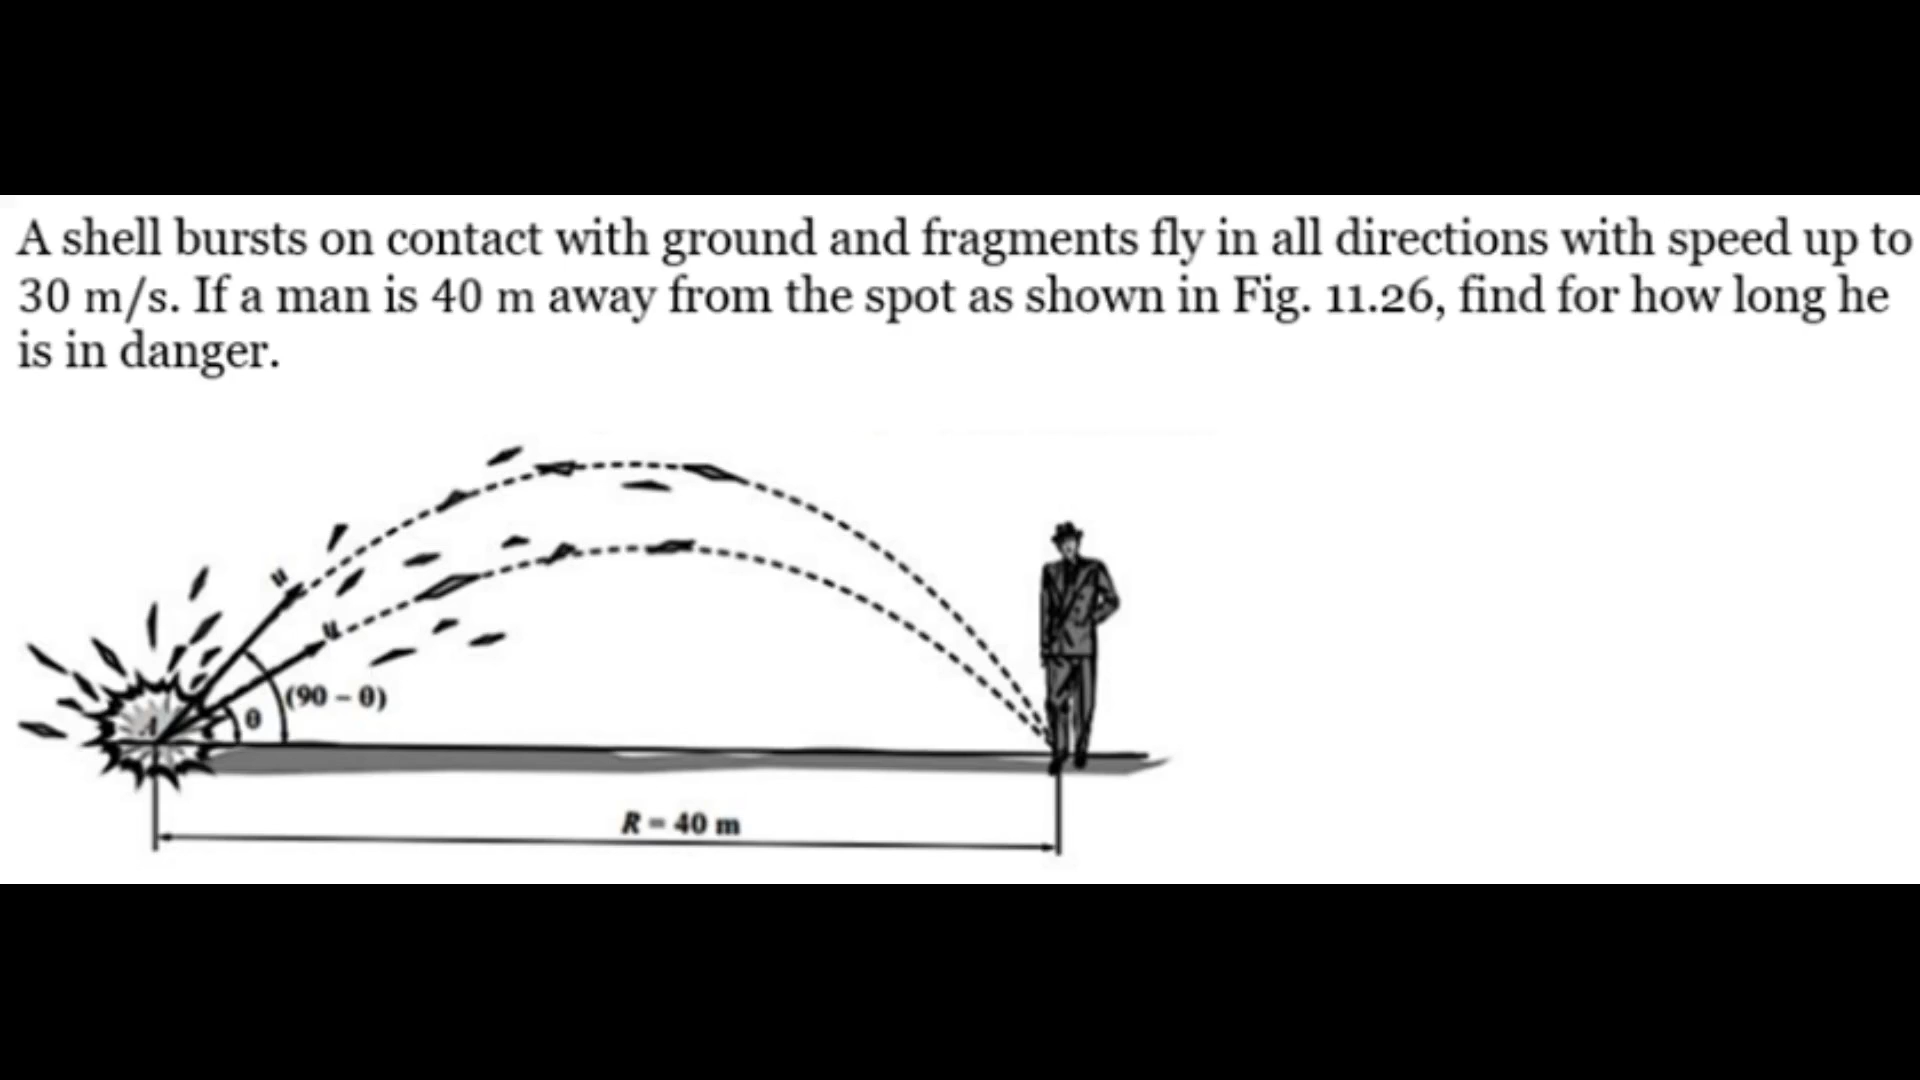 A shell bursts on contact with ground and fragments fly in all directions with speed up to
30 m/s. If a man is 40 m away from the spot as shown in Fig. 11.26, find for how long he
is in danger.
u
u
(90 – θ)
θ
A
R = 40 m